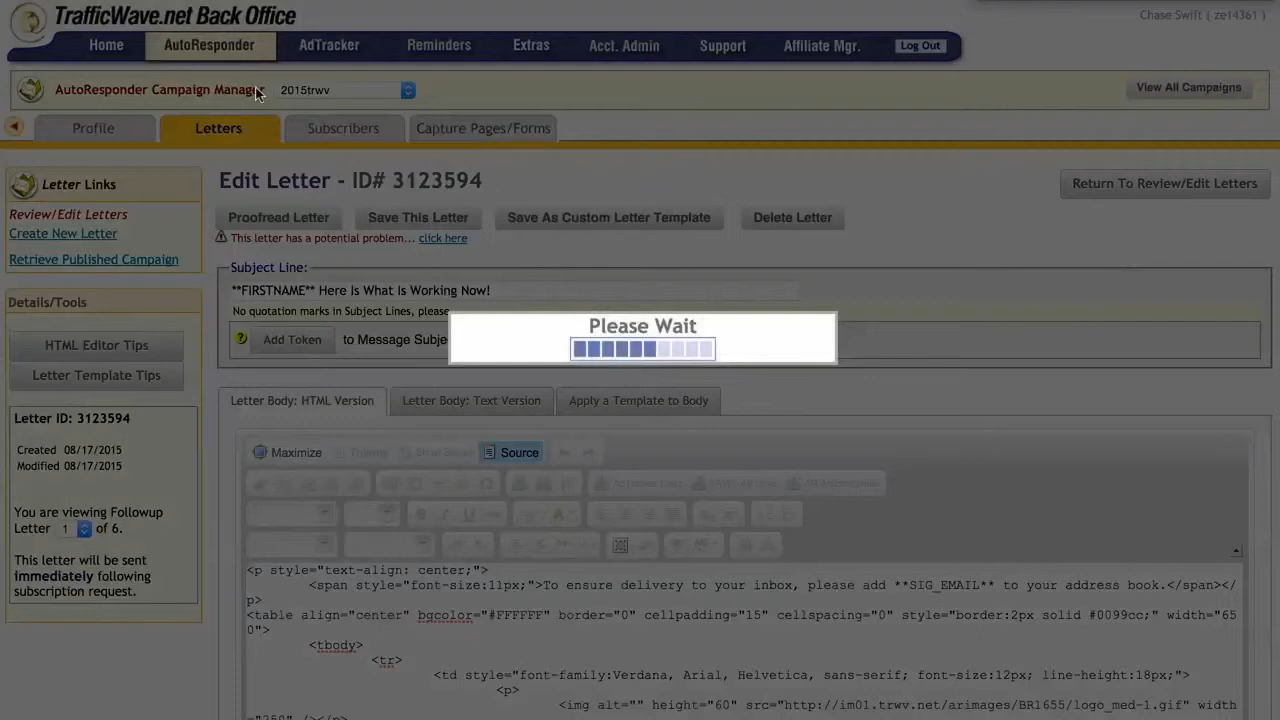 TrafficWave.net Back Office
Chase Swift ( ze14361 )
Home AutoResponder AdTracker Reminders Extras Acct. Admin Support Affiliate Mgr. Log Out
AutoResponder Campaign Manager 2015trwv View All Campaigns
Profile Letters Subscribers Capture Pages/Forms
Letter Links
Review/Edit Letters
Create New Letter
Retrieve Published Campaign
Details/Tools
HTML Editor Tips
Letter Template Tips
Letter ID: 3123594
Created 08/17/2015
Modified 08/17/2015
You are viewing Followup
Letter 1 of 6.
This letter will be sent
immediately following
subscription request.
Edit Letter - ID# 3123594
Return To Review/Edit Letters
Proofread Letter Save This Letter Save As Custom Letter Template Delete Letter
This letter has a potential problem... click here
Subject Line:
**FIRSTNAME** Here Is What Is Working Now!
No quotation marks in Subject Lines, please
Add Token to Message Subje
Please Wait
Letter Body: HTML Version Letter Body: Text Version Apply a Template to Body
Maximize Source
<p style="text-align: center;">
<span style="font-size:11px;">To ensure delivery to your inbox, please add **SIG_EMAIL** to your address book.</span></
p>
<table align="center" bgcolor="#FFFFFF" border="0" cellpadding="15" cellspacing="0" style="border:2px solid #0099cc;" width="65
0">
<tbody>
<tr>
<td style="font-family:Verdana, Arial, Helvetica, sans-serif; font-size:12px; line-height:18px;">
<p>
<img alt="" height="60" src="http://im01.trwv.net/arimages/BR1655/logo_med-1.gif" width